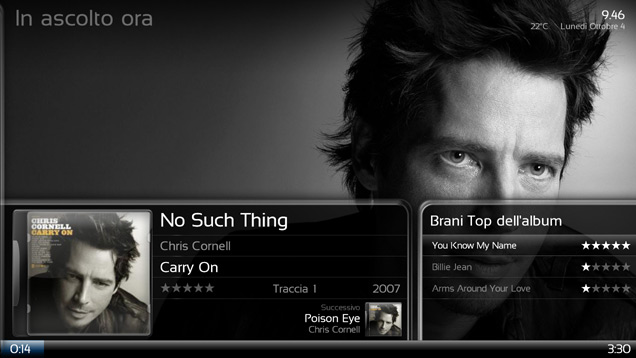 In ascolto ora
9.46
22°C Lunedì Ottobre 4
CHRIS
CORNELL
CARRY ON
No Such Thing
Chris Cornell
Carry On
Traccia 1 2007
Successivo
Poison Eye
Chris Cornell
Brani Top dell'album
You Know My Name
Billie Jean
Arms Around Your Love
0:14 3:30